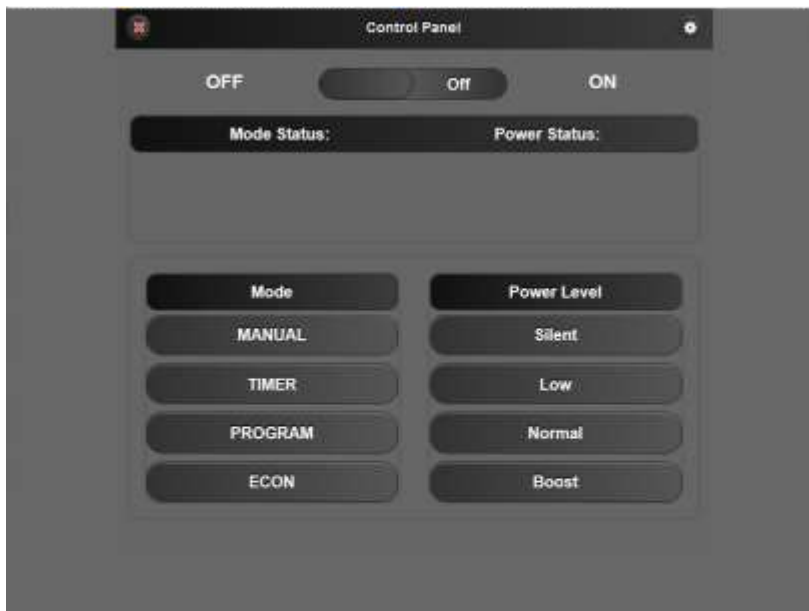 Control Panel
OFF Off ON
Mode Status: Power Status:
Mode Power Level
MANUAL Silent
TIMER Low
PROGRAM Normal
ECON Boost